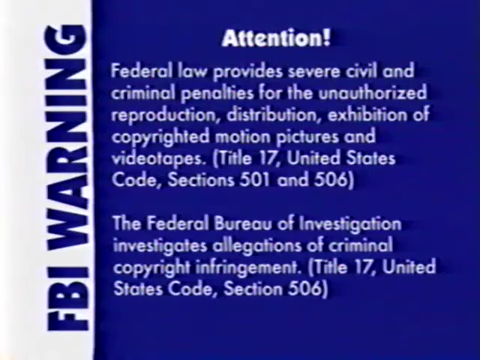 FBI WARNING
Attention!
Federal law provides severe civil and
criminal penalties for the unauthorized
reproduction, distribution, exhibition of
copyrighted motion pictures and
videotapes. (Title 17, United States
Code, Sections 501 and 506)
The Federal Bureau of Investigation
investigates allegations of criminal
copyright infringement. (Title 17, United
States Code, Section 506)